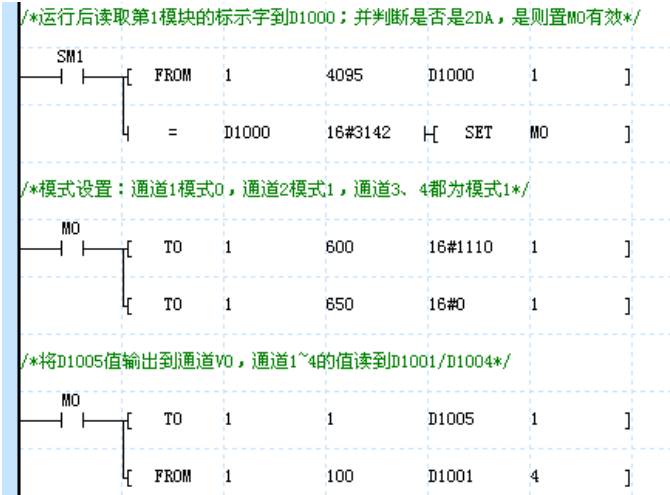 /*运行后读取第1模块的标示字到D1000；并判断是否是2DA，是则置M0有效*/
SM1
[ FROM 1 4095 D1000 1 ]
= D1000 16#3142 [ SET M0 ]
/*模式设置：通道1模式0，通道2模式1，通道3、4都为模式1*/
M0
[ TO 1 600 16#1110 1 ]
[ TO 1 650 16#0 1 ]
/*将D1005值输出到通道V0，通道1~4的值读到D1001/D1004*/
M0
[ TO 1 1 D1005 1 ]
[ FROM 1 100 D1001 4 ]